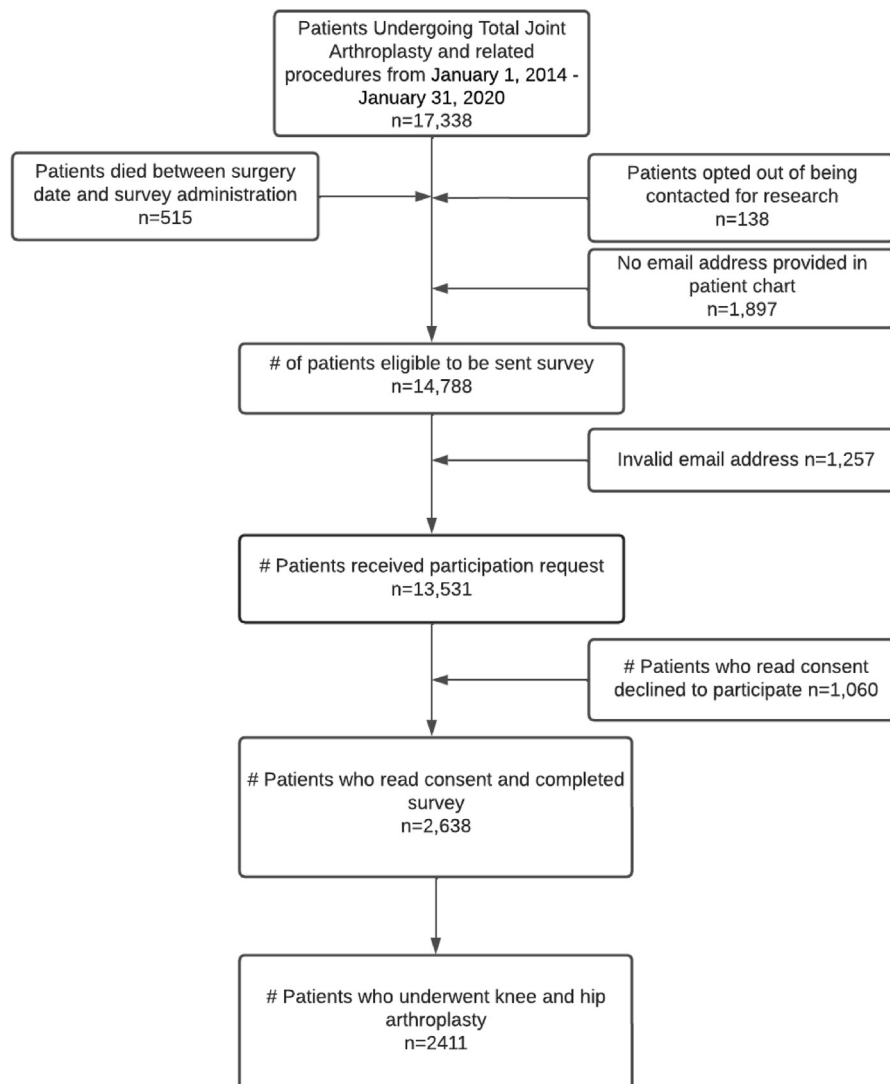 Patients Undergoing Total Joint
Arthroplasty and related
procedures from January 1, 2014 -
January 31, 2020
n=17,338
Patients died between surgery
date and survey administration
n=515
Patients opted out of being
contacted for research
n=138
No email address provided in
patient chart
n=1,897
# of patients eligible to be sent survey
n=14,788
Invalid email address n=1,257
# Patients received participation request
n=13,531
# Patients who read consent
declined to participate n=1,060
# Patients who read consent and completed
survey
n=2,638
# Patients who underwent knee and hip
arthroplasty
n=2411